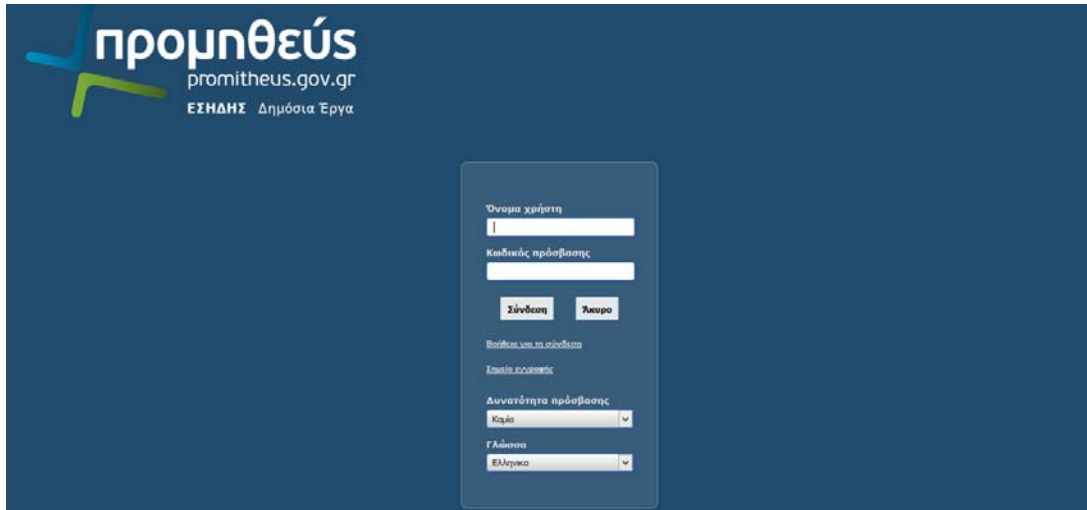 προμηθεύς
promitheus.gov.gr
ΕΣΗΔΗΣ Δημόσια Έργα
Όνομα χρήστη
Κωδικός πρόσβασης
Σύνδεση Άκυρο
Βοήθεια για τη σύνδεση
Σημείο εγγραφής
Δυνατότητα πρόσβασης
Καμία
Γλώσσα
Ελληνικα